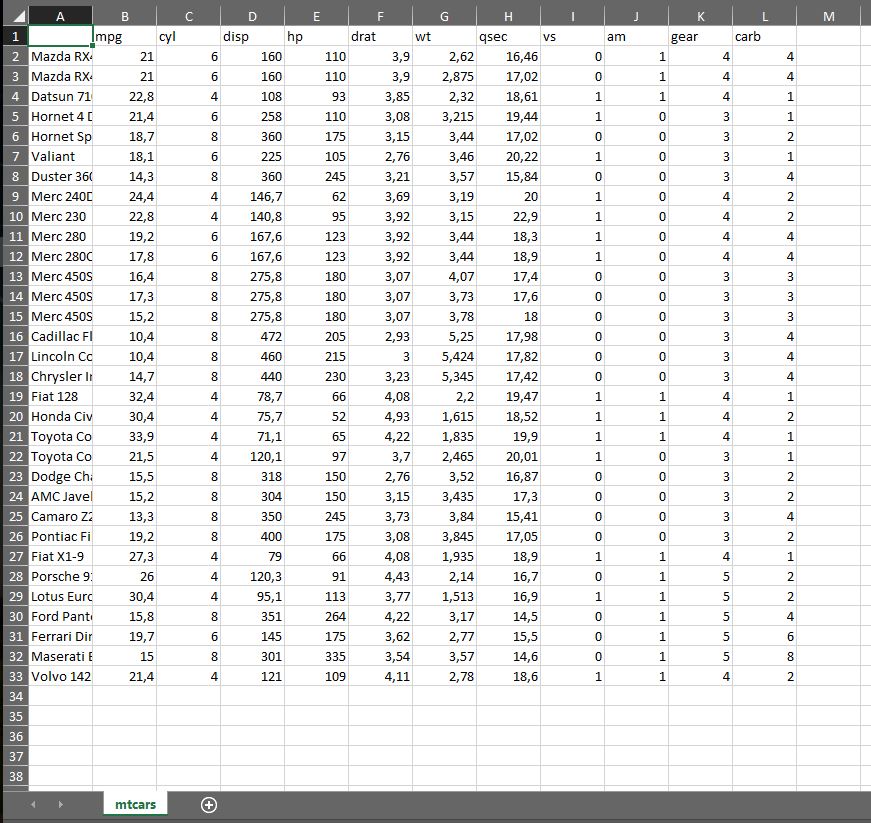 A B C D E F G H I J K L M
1 mpg cyl disp hp drat wt qsec vs am gear carb
2 Mazda RX4 21 6 160 110 3,9 2,62 16,46 0 1 4 4
3 Mazda RX4 21 6 160 110 3,9 2,875 17,02 0 1 4 4
4 Datsun 71 22,8 4 108 93 3,85 2,32 18,61 1 1 4 1
5 Hornet 4 D 21,4 6 258 110 3,08 3,215 19,44 1 0 3 1
6 Hornet Sp 18,7 8 360 175 3,15 3,44 17,02 0 0 3 2
7 Valiant 18,1 6 225 105 2,76 3,46 20,22 1 0 3 1
8 Duster 360 14,3 8 360 245 3,21 3,57 15,84 0 0 3 4
9 Merc 240D 24,4 4 146,7 62 3,69 3,19 20 1 0 4 2
10 Merc 230 22,8 4 140,8 95 3,92 3,15 22,9 1 0 4 2
11 Merc 280 19,2 6 167,6 123 3,92 3,44 18,3 1 0 4 4
12 Merc 280C 17,8 6 167,6 123 3,92 3,44 18,9 1 0 4 4
13 Merc 450S 16,4 8 275,8 180 3,07 4,07 17,4 0 0 3 3
14 Merc 450S 17,3 8 275,8 180 3,07 3,73 17,6 0 0 3 3
15 Merc 450S 15,2 8 275,8 180 3,07 3,78 18 0 0 3 3
16 Cadillac Fl 10,4 8 472 205 2,93 5,25 17,98 0 0 3 4
17 Lincoln Co 10,4 8 460 215 3 5,424 17,82 0 0 3 4
18 Chrysler Ir 14,7 8 440 230 3,23 5,345 17,42 0 0 3 4
19 Fiat 128 32,4 4 78,7 66 4,08 2,2 19,47 1 1 4 1
20 Honda Civ 30,4 4 75,7 52 4,93 1,615 18,52 1 1 4 2
21 Toyota Co 33,9 4 71,1 65 4,22 1,835 19,9 1 1 4 1
22 Toyota Co 21,5 4 120,1 97 3,7 2,465 20,01 1 0 3 1
23 Dodge Cha 15,5 8 318 150 2,76 3,52 16,87 0 0 3 2
24 AMC Javel 15,2 8 304 150 3,15 3,435 17,3 0 0 3 2
25 Camaro Z2 13,3 8 350 245 3,73 3,84 15,41 0 0 3 4
26 Pontiac Fi 19,2 8 400 175 3,08 3,845 17,05 0 0 3 2
27 Fiat X1-9 27,3 4 79 66 4,08 1,935 18,9 1 1 4 1
28 Porsche 91 26 4 120,3 91 4,43 2,14 16,7 0 1 5 2
29 Lotus Euro 30,4 4 95,1 113 3,77 1,513 16,9 1 1 5 2
30 Ford Pante 15,8 8 351 264 4,22 3,17 14,5 0 1 5 4
31 Ferrari Dir 19,7 6 145 175 3,62 2,77 15,5 0 1 5 6
32 Maserati B 15 8 301 335 3,54 3,57 14,6 0 1 5 8
33 Volvo 142 21,4 4 121 109 4,11 2,78 18,6 1 1 4 2
34
35
36
37
38
mtcars